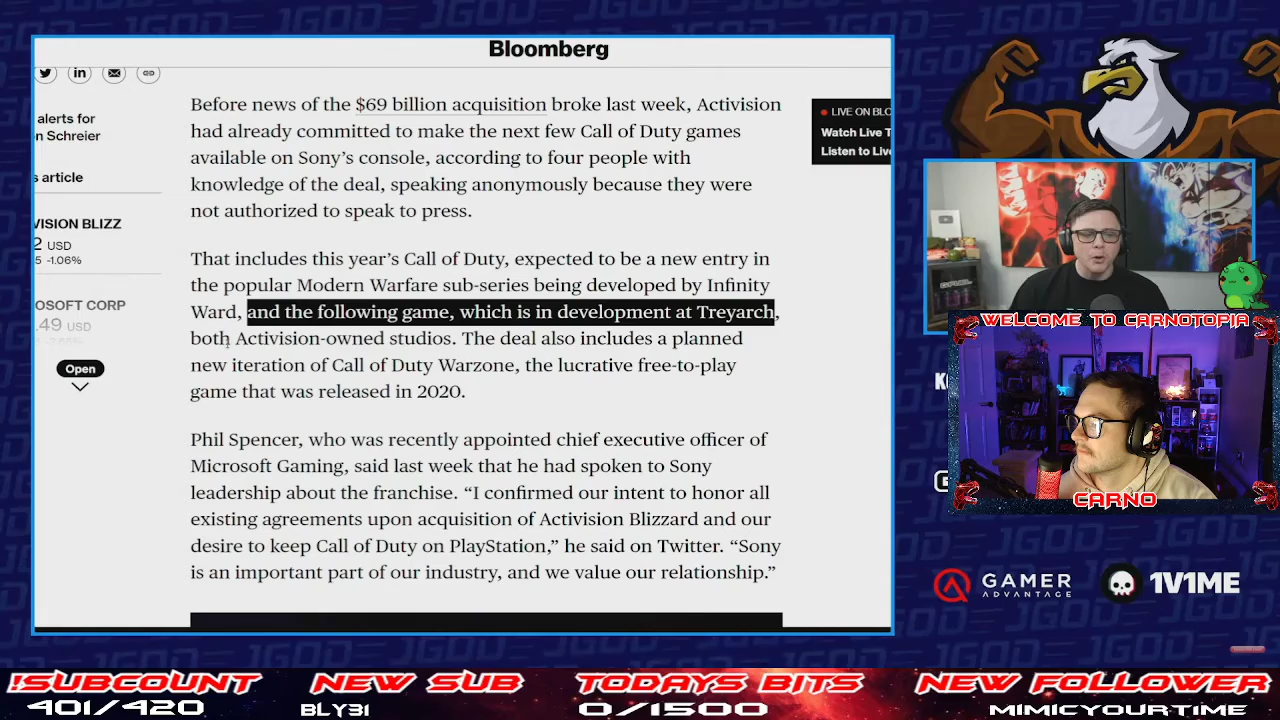 Bloomberg
in
alerts for
n Schreier
s article
VISION BLIZZ
2 USD
5 -1.06%
OSOFT CORP
.49 USD
Open
Before news of the $69 billion acquisition broke last week, Activision
had already committed to make the next few Call of Duty games
available on Sony’s console, according to four people with
knowledge of the deal, speaking anonymously because they were
not authorized to speak to press.
That includes this year’s Call of Duty, expected to be a new entry in
the popular Modern Warfare sub-series being developed by Infinity
Ward, and the following game, which is in development at Treyarch,
both Activision-owned studios. The deal also includes a planned
new iteration of Call of Duty Warzone, the lucrative free-to-play
game that was released in 2020.
Phil Spencer, who was recently appointed chief executive officer of
Microsoft Gaming, said last week that he had spoken to Sony
leadership about the franchise. “I confirmed our intent to honor all
existing agreements upon acquisition of Activision Blizzard and our
desire to keep Call of Duty on PlayStation,” he said on Twitter. “Sony
is an important part of our industry, and we value our relationship.”
LIVE ON BLO
Watch Live T
Listen to Live
WELCOME TO CARNOTOPIA
CARNO
GAMER
ADVANTAGE
1V1ME
JGOD
!SUBCOUNT
401/420
NEW SUB
BLY31
TODAYS BITS
0/1500
NEW FOLLOWER
MIMICYOURTIME